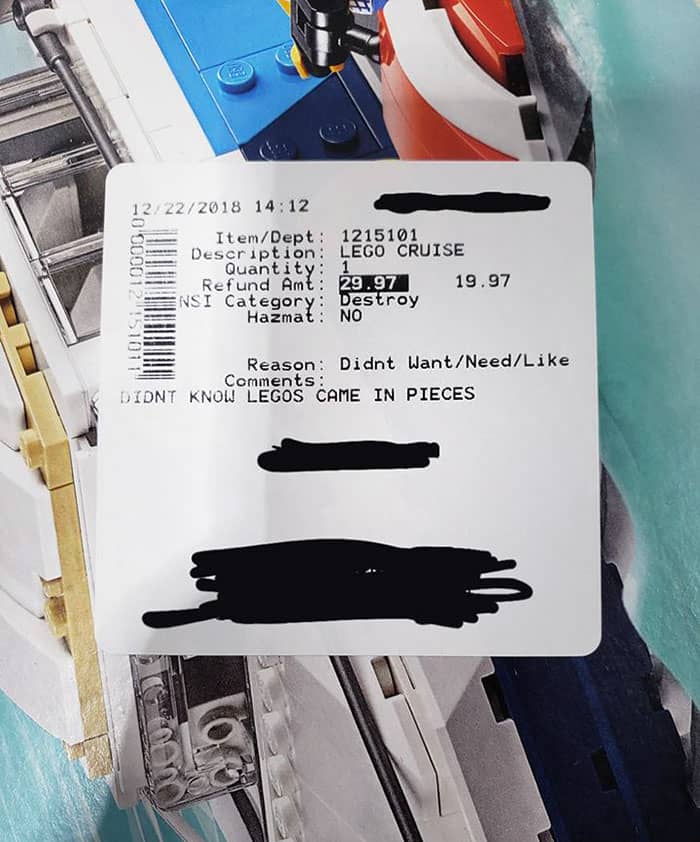 12/22/2018 14:12
Item/Dept: 1215101
Description: LEGO CRUISE
Quantity: 1
Refund Amt: 29.97 19.97
NSI Category: Destroy
Hazmat: NO
Reason: Didnt Want/Need/Like
Comments:
DIDNT KNOW LEGOS CAME IN PIECES